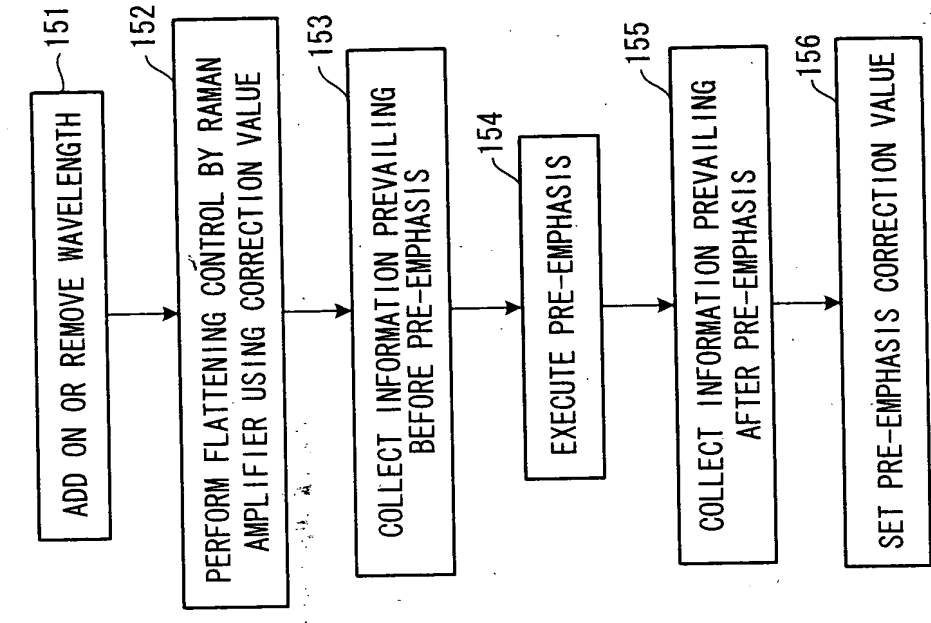 151
ADD ON OR REMOVE WAVELENGTH
152
PERFORM FLATTENING CONTROL BY RAMAN
AMPLIFIER USING CORRECTION VALUE
153
COLLECT INFORMATION PREVAILING
BEFORE PRE-EMPHASIS
154
EXECUTE PRE-EMPHASIS
155
COLLECT INFORMATION PREVAILING
AFTER PRE-EMPHASIS
156
SET PRE-EMPHASIS CORRECTION VALUE